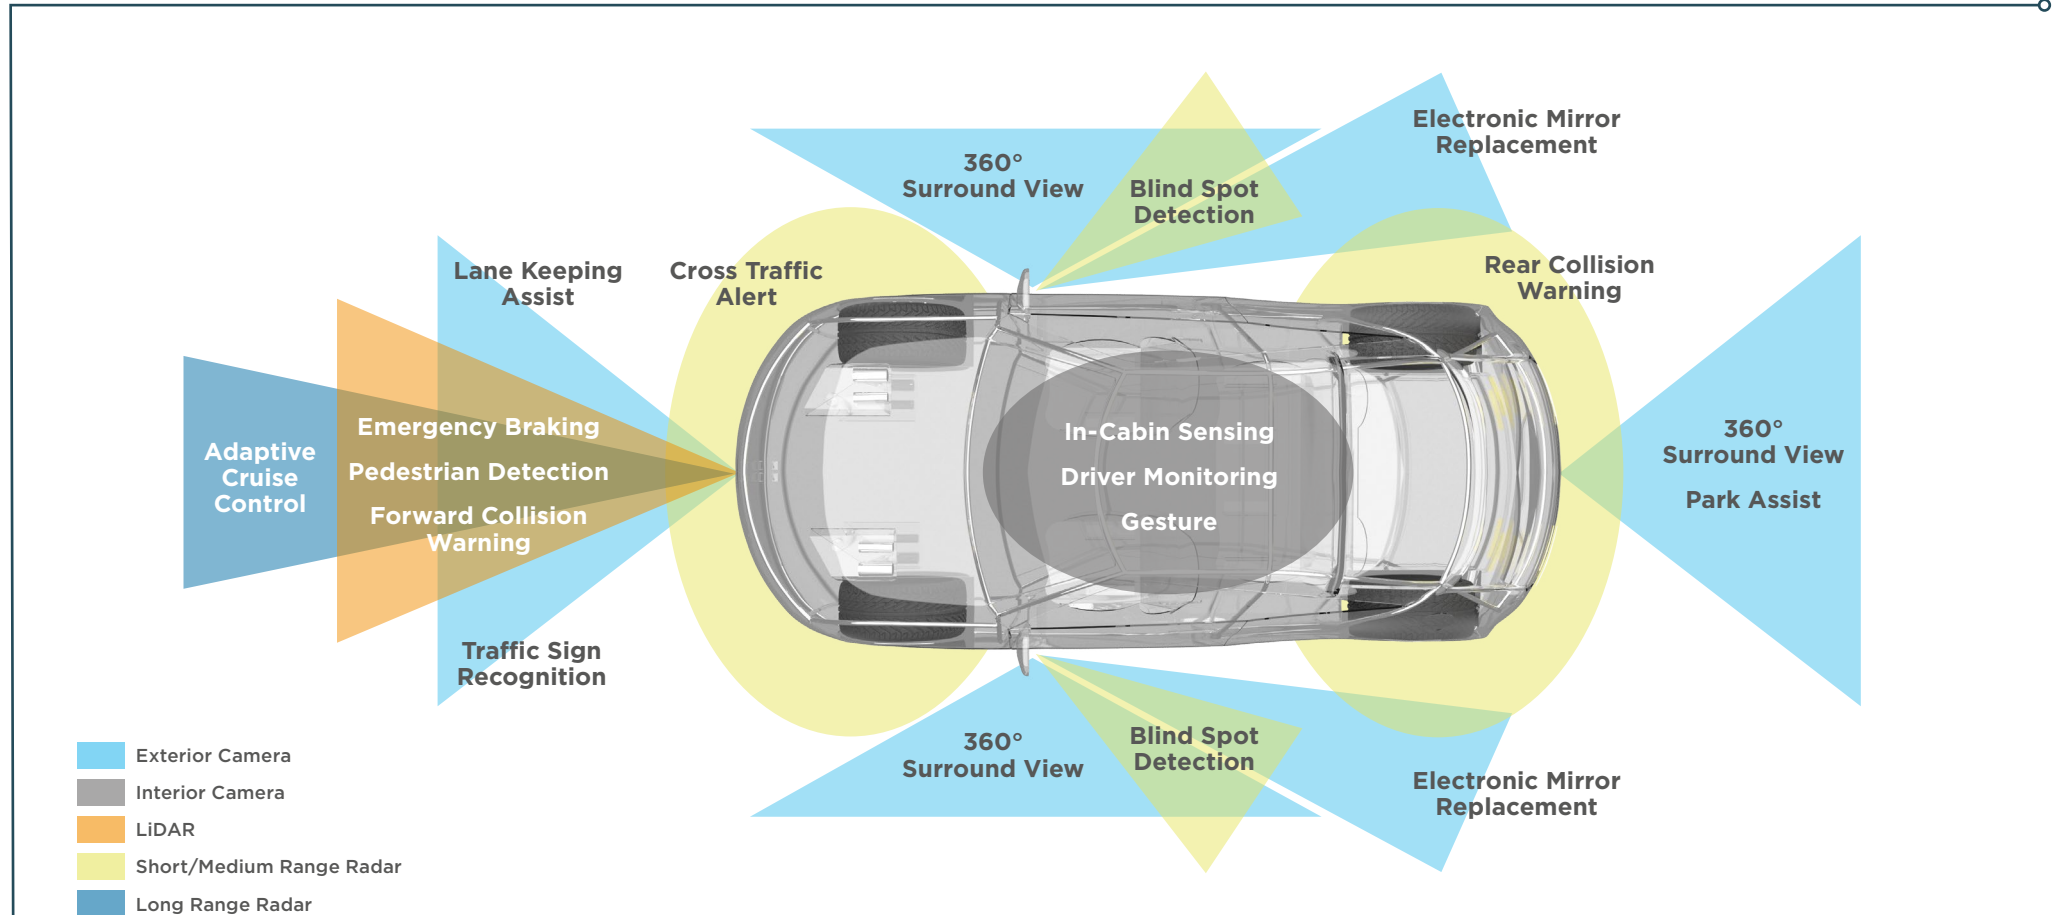 Electronic Mirror
Replacement
360°
Surround View
Blind Spot
Detection
Lane Keeping
Assist
Cross Traffic
Alert
Rear Collision
Warning
Adaptive
Cruise
Control
Emergency Braking
Pedestrian Detection
Forward Collision
Warning
In-Cabin Sensing
Driver Monitoring
Gesture
360°
Surround View
Park Assist
Traffic Sign
Recognition
360°
Surround View
Blind Spot
Detection
Electronic Mirror
Replacement
Exterior Camera
Interior Camera
LiDAR
Short/Medium Range Radar
Long Range Radar